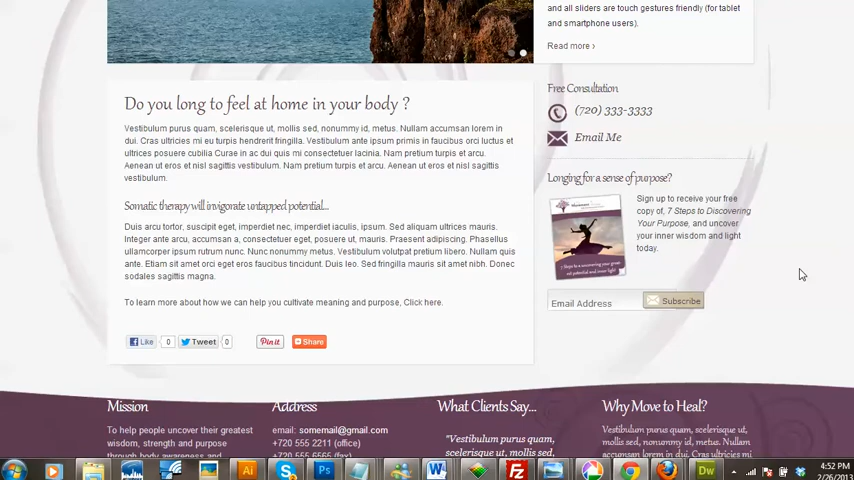 and all sliders are touch gestures friendly (for tablet
and smartphone users).
Read more ›
Do you long to feel at home in your body ?
Vestibulum purus quam, scelerisque ut, mollis sed, nonummy id, metus. Nullam accumsan lorem in
dui. Cras ultricies mi eu turpis hendrerit fringilla. Vestibulum ante ipsum primis in faucibus orci luctus et
ultrices posuere cubilia Curae in ac dui quis mi consectetuer lacinia. Nam pretium turpis et arcu.
Aenean ut eros et nisl sagittis vestibulum. Nam pretium turpis et arcu. Aenean ut eros et nisl sagittis
vestibulum.
Somatic therapy will invigorate untapped potential...
Duis arcu tortor, suscipit eget, imperdiet nec, imperdiet iaculis, ipsum. Sed aliquam ultrices mauris.
Integer ante arcu, accumsan a, consectetuer eget, posuere ut, mauris. Praesent adipiscing. Phasellus
ullamcorper ipsum rutrum nunc. Nunc nonummy metus. Vestibulum volutpat pretium libero. Nullam quis
ante. Etiam sit amet orci eget eros faucibus tincidunt. Duis leo. Sed fringilla mauris sit amet nibh. Donec
sodales sagittis magna.
To learn more about how we can help you cultivate meaning and purpose, Click here.
Like 0 Tweet 0 Pin it Share
Free Consultation
(720) 333-3333
Email Me
Longing for a sense of purpose?
Sign up to receive your free
copy of, 7 Steps to Discovering
Your Purpose, and uncover
your inner wisdom and light
today.
Email Address Subscribe
Mission
To help people uncover their greatest
wisdom, strength and purpose
through body awareness and
Address
email: somemail@gmail.com
+720 555 2211 (office)
+720 555 6565 (fax)
What Clients Say...
"Vestibulum purus quam,
scelerisque ut, mollis sed,
Why Move to Heal?
Vestibulum purus quam, scelerisque ut,
mollis sed, nonummy id, metus. Nullam
4:52 PM
2/26/2013